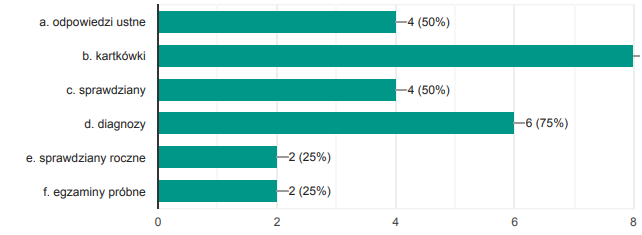 a. odpowiedzi ustne 4 (50%)
b. kartkówki
c. sprawdziany 4 (50%)
d. diagnozy 6 (75%)
e. sprawdziany roczne 2 (25%)
f. egzaminy próbne 2 (25%)
0 2 4 6 8